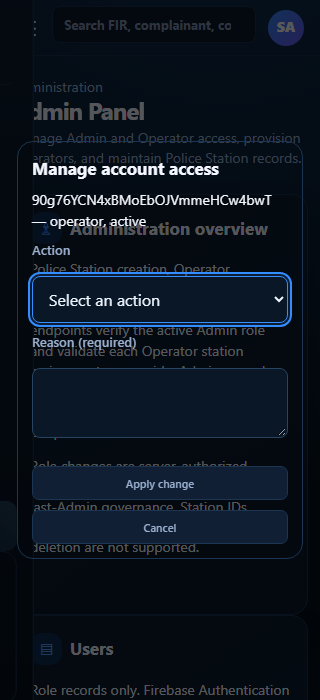 Search FIR, complainant, co
SA
ministration
dmin Panel
nage Admin and Operator access, provision
erators, and maintain Police Station records.
Manage account access
90g76YCN4xBMoEbOJVmmeHCw4bwT
— operator, active
Administration overview
Action
Police Station creation, Operator
Select an action
endpoints verify the active Admin role
Reason (required)
and validate each Operator station
Role changes are server-authorized
Apply change
last-Admin governance. Station IDs
Cancel
deletion are not supported.
Users
Role records only. Firebase Authentication